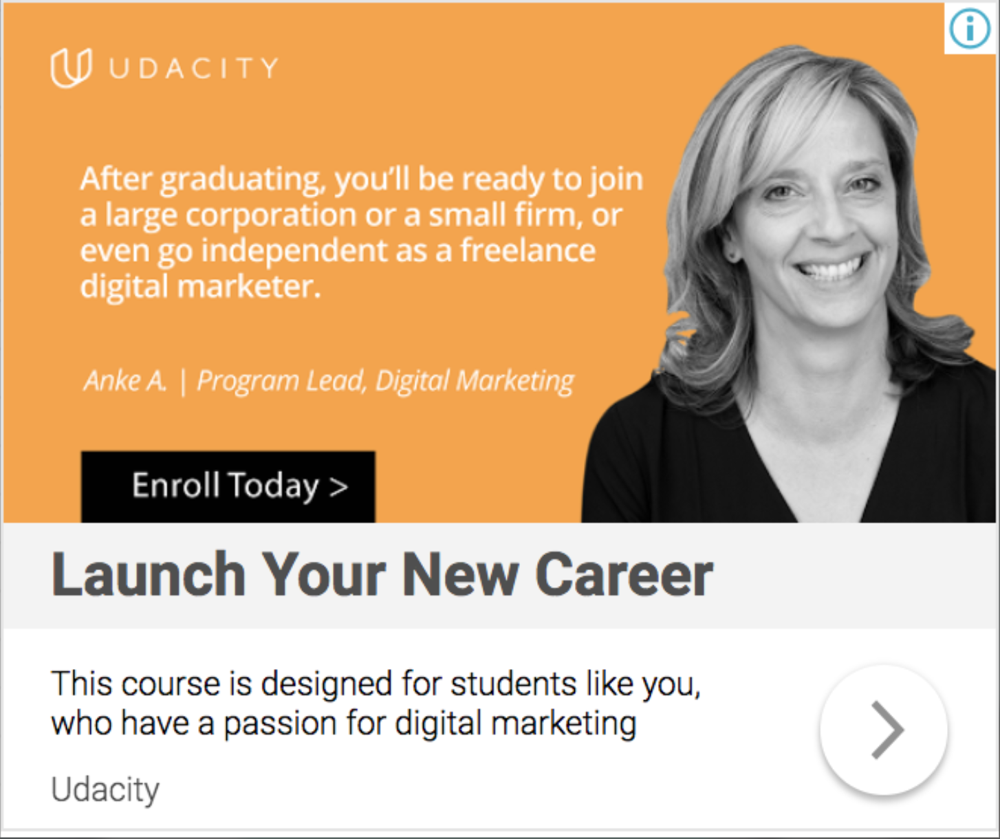 UDACITY
After graduating, you'll be ready to join
a large corporation or a small firm, or
even go independent as a freelance
digital marketer.
Anke A. | Program Lead, Digital Marketing
Enroll Today >
Launch Your New Career
This course is designed for students like you,
who have a passion for digital marketing
Udacity